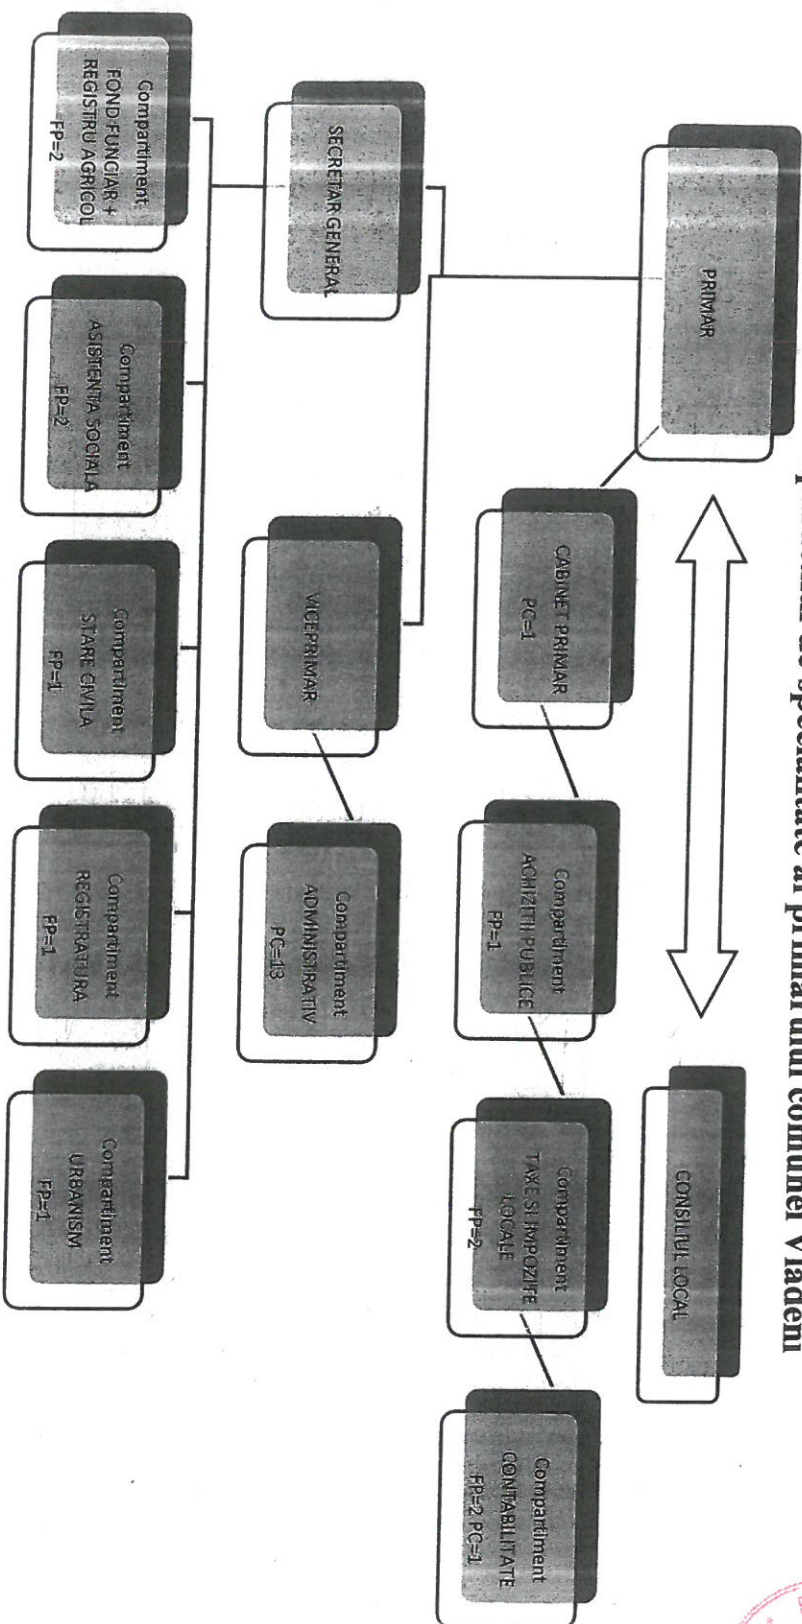 de specialitate al primarului comunei Vladeni
PRIMAR
CONSILIUL LOCAL
CABINET PRIMAR
PC=1
Compartiment
ACHIZITII PUBLICE
FP=1
Compartiment
TAXE SI IMPOZITE
LOCALE
FP=2
Compartiment
CONTABILITATE
FP=2 PC=1
SECRETAR GENERAL
VICEPRIMAR
Compartiment
ADMINISTRATIV
PC=13
Compartiment
FOND FUNCIAR +
REGISTRU AGRICOL
FP=2
Compartiment
ASISTENTA SOCIALA
FP=2
Compartiment
STARE CIVILA
FP=1
Compartiment
REGISTRATURA
FP=1
Compartiment
URBANISM
FP=1